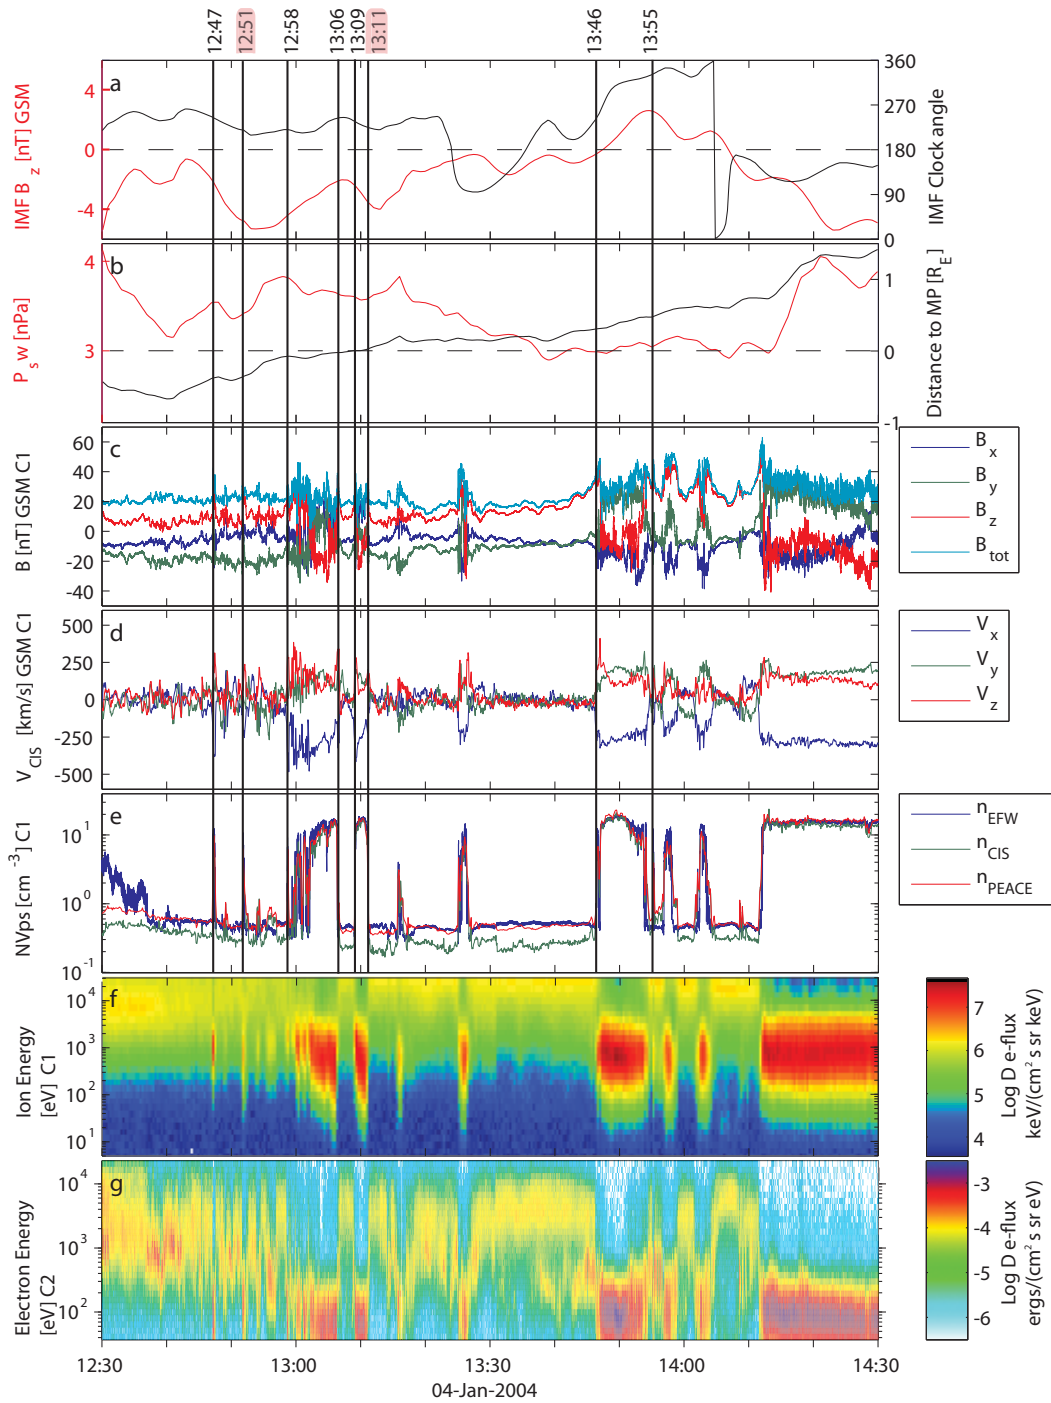 12:47
12:51
12:58
13:06
13:09
13:11
13:46
13:55
a
IMF B z [nT] GSM
4
0
-4
360
270
180
90
0
IMF Clock angle
b
P s w [nPa]
4
3
1
0
-1
Distance to MP [R E]
c
B [nT] GSM C1
60
40
20
0
-20
-40
B x
B y
B z
B tot
d
V CIS [km/s] GSM C1
500
250
0
-250
-500
V x
V y
V z
e
NVps [cm -3] C1
10 1
10 0
10 -1
n EFW
n CIS
n PEACE
f
Ion Energy
[eV] C1
10 4
10 3
10 2
10 1
7
6
5
4
Log D e-flux
keV/(cm² s sr keV)
g
Electron Energy
[eV] C2
10 4
10 3
10 2
-3
-4
-5
-6
Log D e-flux
ergs/(cm² s sr eV)
12:30
13:00
13:30
14:00
14:30
04-Jan-2004